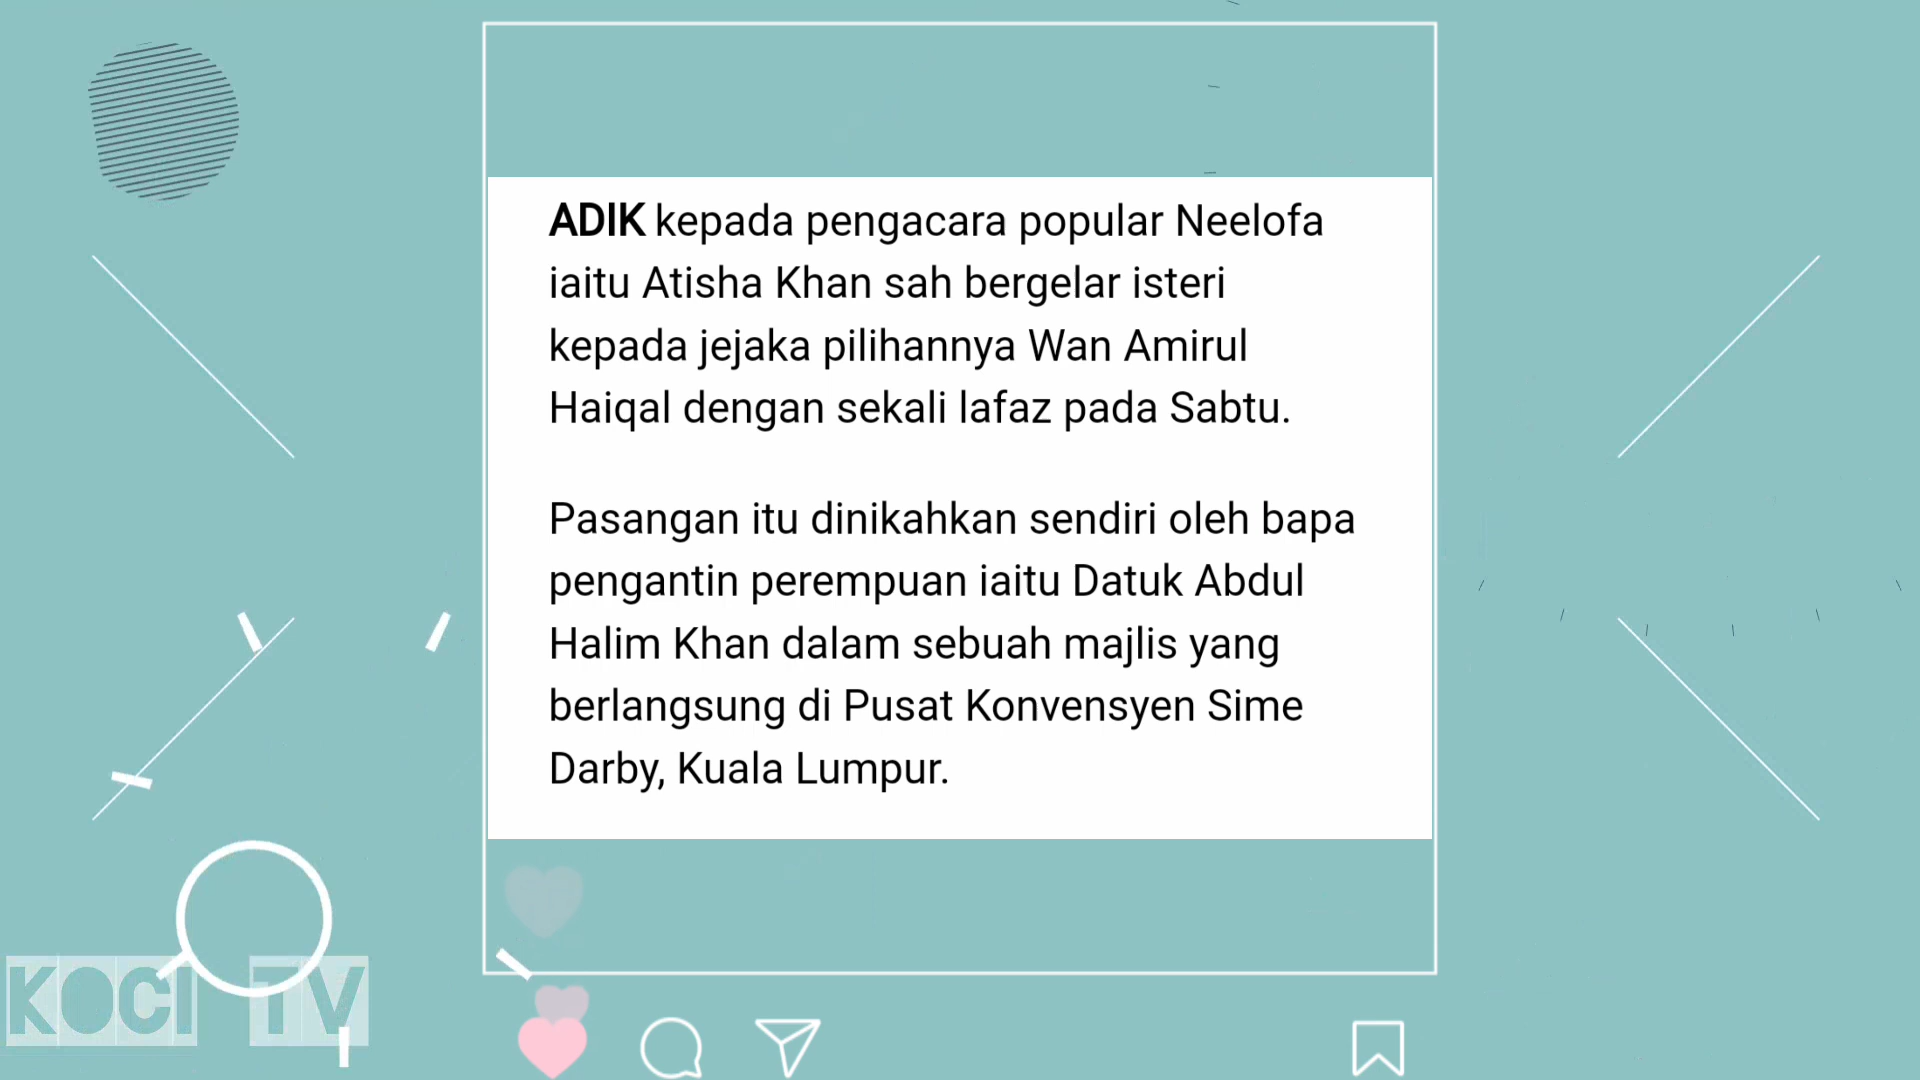 ADIK kepada pengacara popular Neelofa
iaitu Atisha Khan sah bergelar isteri
kepada jejaka pilihannya Wan Amirul
Haiqal dengan sekali lafaz pada Sabtu.
Pasangan itu dinikahkan sendiri oleh bapa
pengantin perempuan iaitu Datuk Abdul
Halim Khan dalam sebuah majlis yang
berlangsung di Pusat Konvensyen Sime
Darby, Kuala Lumpur.
KOCI TV